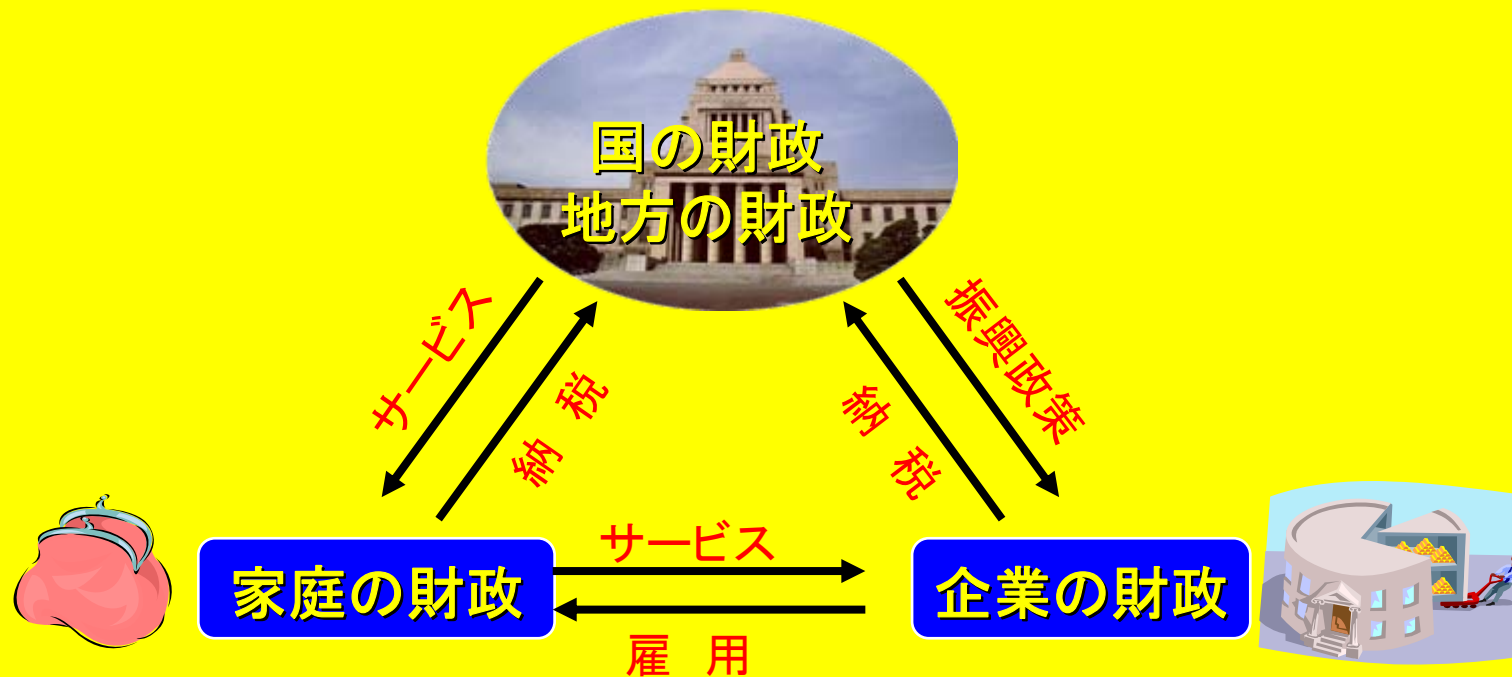 国の財政
地方の財政
サービス
納税
納税
振興政策
サービス
家庭の財政
企業の財政
雇用